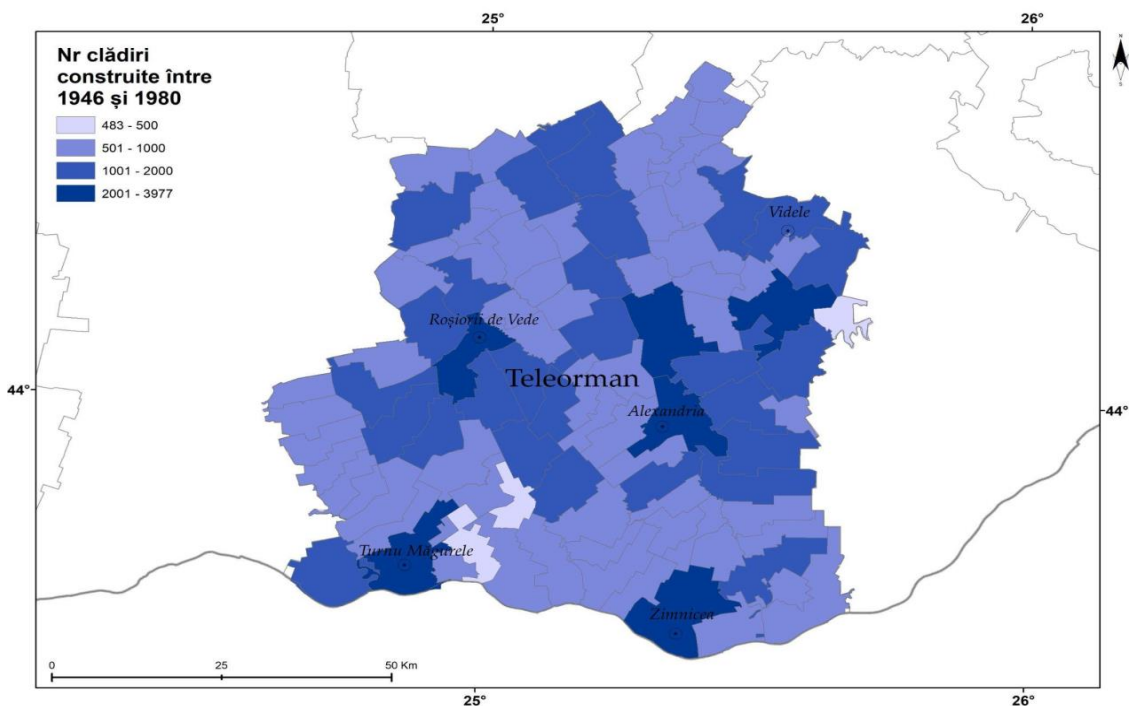 25°
26°
N
S
Nr clădiri
construite între
1946 și 1980
483 - 500
501 - 1000
1001 - 2000
2001 - 3977
Videle
Roșiorii de Vede
Teleorman
44°
44°
Alexandria
Turnu Măgurele
Zimnicea
0
25
50 Km
25°
26°